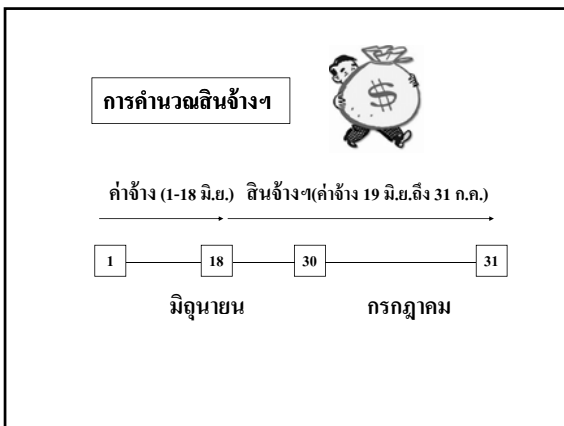 $
การคำนวณสินจ้างฯ
ค่าจ้าง (1-18 มิ.ย.) สินจ้างฯ(ค่าจ้าง 19 มิ.ย.ถึง 31 ก.ค.)
1 18 30 31
มิถุนายน กรกฎาคม